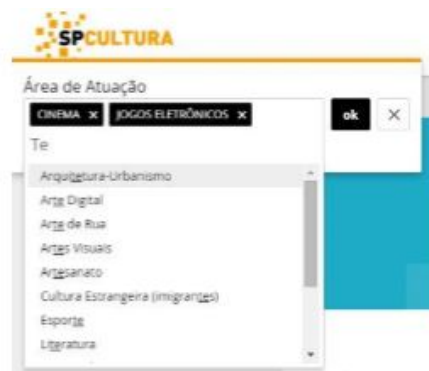 SPCULTURA
Área de Atuação
CINEMA x JOGOS ELETRÔNICOS x ok ×
Te
Arquitetura-Urbanismo
Arte Digital
Arte de Rua
Artes Visuais
Artesanato
Cultura Estrangeira (imigrantes)
Esporte
Literatura